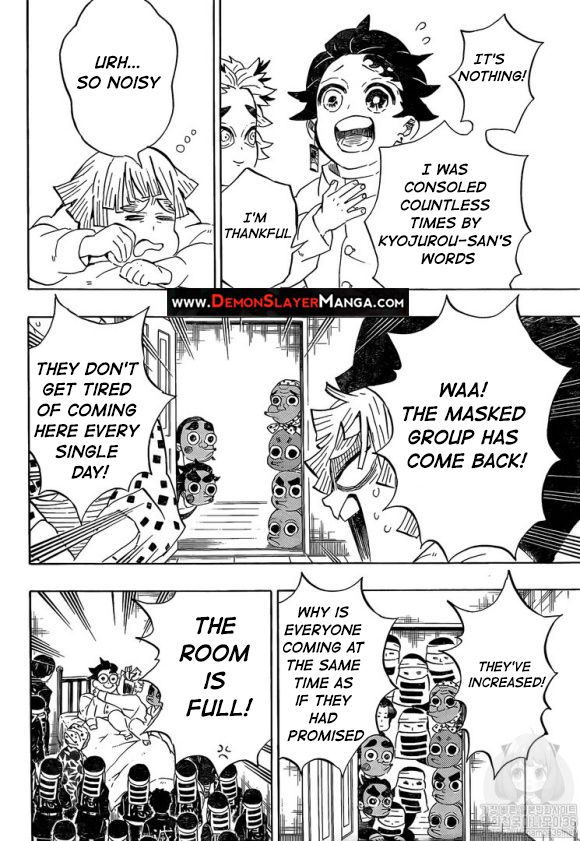 IT'S
NOTHING!
I WAS
CONSOLED
COUNTLESS
TIMES BY
KYOJUROU-SAN'S
WORDS
I'M
THANKFUL
URH...
SO NOISY
www.DemonSlayerManga.com
WAA!
THE MASKED
GROUP HAS
COME BACK!
THEY DON'T
GET TIRED
OF COMING
HERE EVERY
SINGLE
DAY!
THEY'VE
INCREASED!
WHY IS
EVERYONE
COMING AT
THE SAME
TIME AS
IF THEY
HAD
PROMISED
THE
ROOM
IS
FULL!